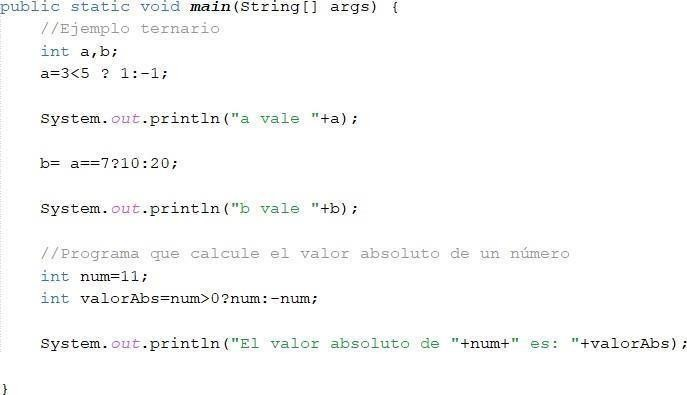 public static void main(String[] args) {
//Ejemplo ternario
int a,b;
a=3<5 ? 1:-1;
System.out.println("a vale "+a);
b= a==7?10:20;
System.out.println("b vale "+b);
//Programa que calcule el valor absoluto de un número
int num=11;
int valorAbs=num>0?num:-num;
System.out.println("El valor absoluto de "+num+" es: "+valorAbs);
}